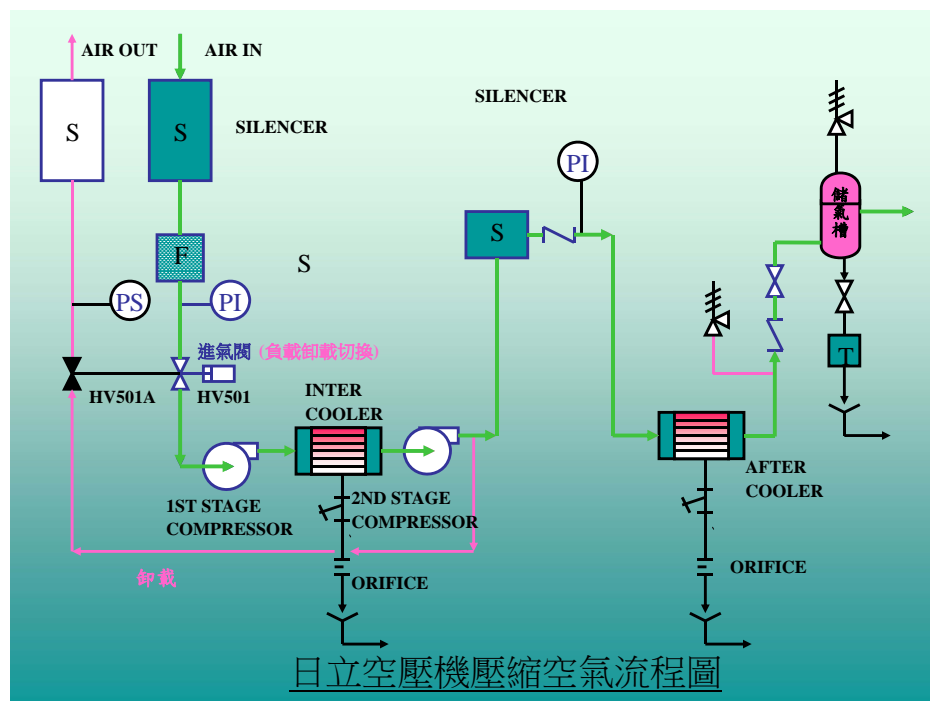 AIR OUT
AIR IN
SILENCER
S
S
SILENCER
PI
储
氣
槽
S
F
S
PS
PI
進氣閥 (負載卸載切換)
T
HV501A
HV501
INTER
COOLER
1ST STAGE
COMPRESSOR
2ND STAGE
COMPRESSOR
AFTER
COOLER
卸載
ORIFICE
ORIFICE
日立空壓機壓縮空氣流程圖